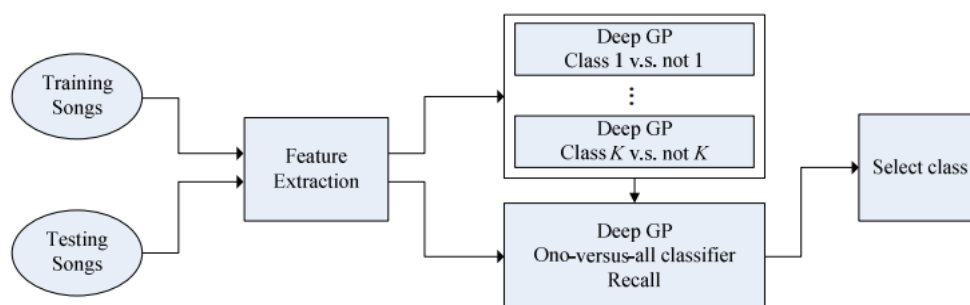 Training
Songs
Testing
Songs
Feature
Extraction
Deep GP
Class 1 v.s. not 1
⋮
Deep GP
Class K v.s. not K
Deep GP
Ono-versus-all classifier
Recall
Select class